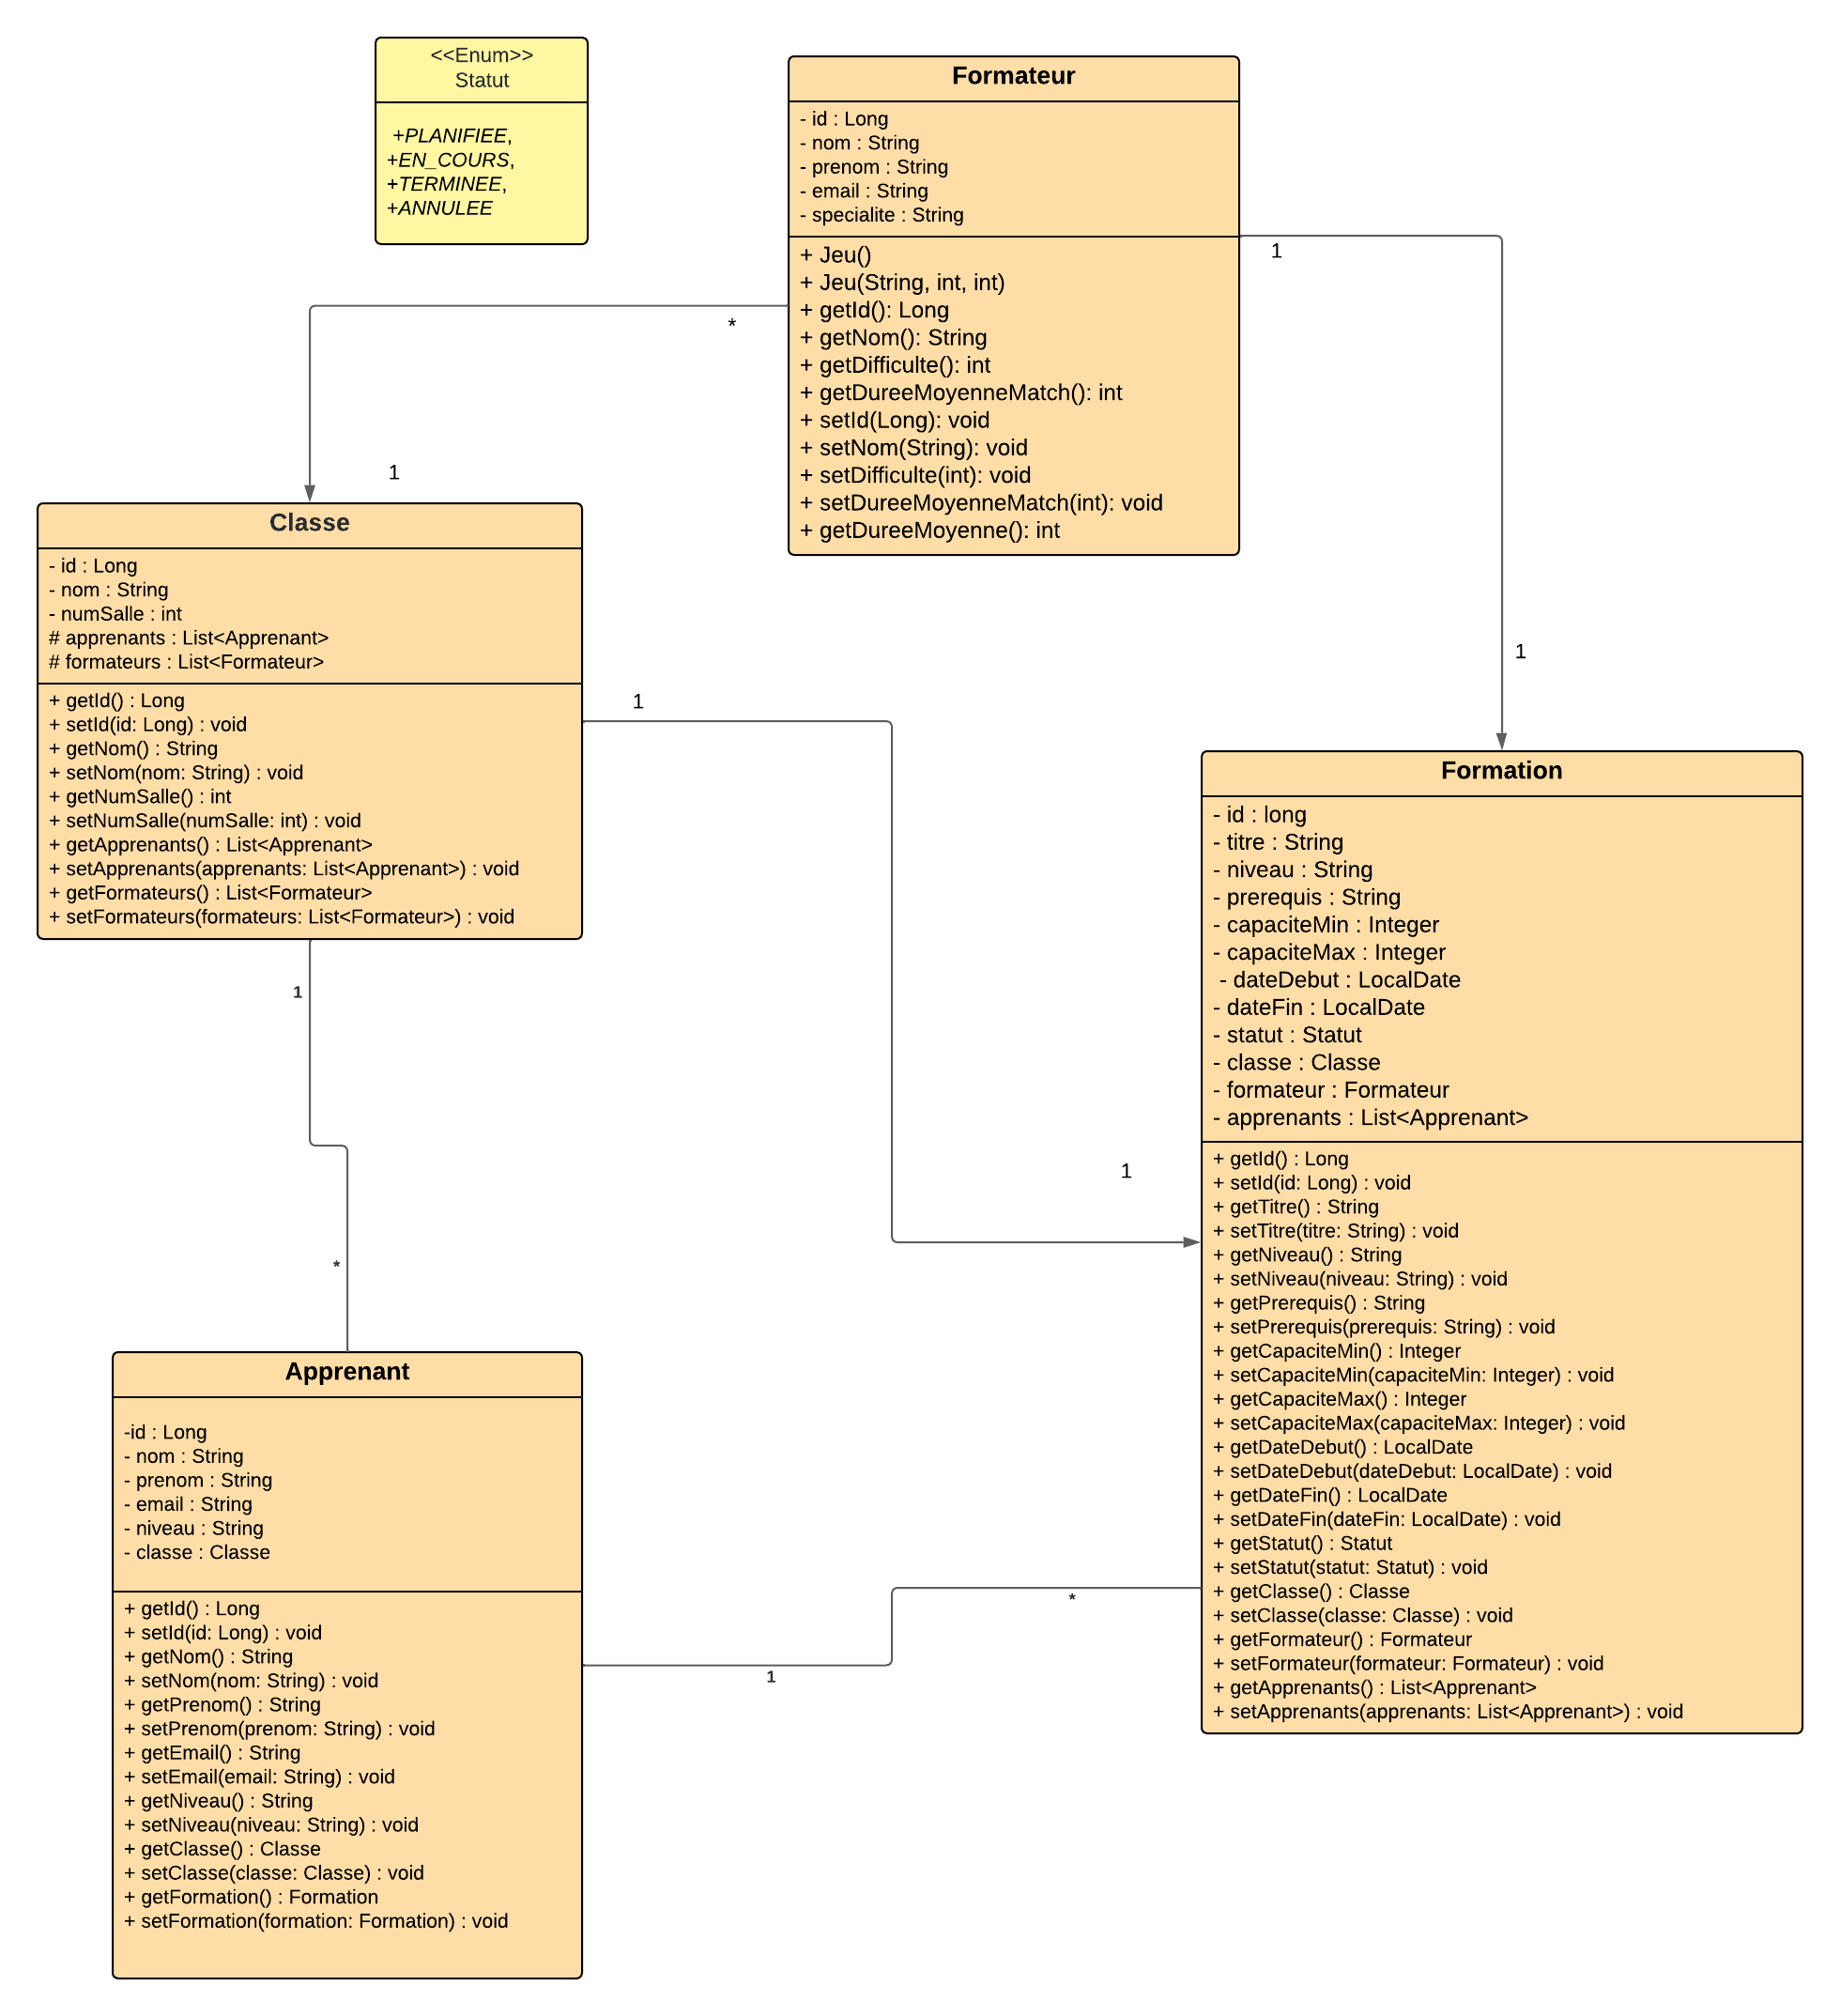 <<Enum>>
Statut
+PLANIFIEE,
+EN_COURS,
+TERMINEE,
+ANNULEE
Formateur
- id : Long
- nom : String
- prenom : String
- email : String
- specialite : String
+ Jeu()
+ Jeu(String, int, int)
+ getId(): Long
+ getNom(): String
+ getDifficulte(): int
+ getDureeMoyenneMatch(): int
+ setId(Long): void
+ setNom(String): void
+ setDifficulte(int): void
+ setDureeMoyenneMatch(int): void
+ getDureeMoyenne(): int
1
*
1
1
Classe
- id : Long
- nom : String
- numSalle : int
# apprenants : List<Apprenant>
# formateurs : List<Formateur>
+ getId() : Long
+ setId(id: Long) : void
+ getNom() : String
+ setNom(nom: String) : void
+ getNumSalle() : int
+ setNumSalle(numSalle: int) : void
+ getApprenants() : List<Apprenant>
+ setApprenants(apprenants: List<Apprenant>) : void
+ getFormateurs() : List<Formateur>
+ setFormateurs(formateurs: List<Formateur>) : void
1
1
1
*
Formation
- id : long
- titre : String
- niveau : String
- prerequis : String
- capaciteMin : Integer
- capaciteMax : Integer
- dateDebut : LocalDate
- dateFin : LocalDate
- statut : Statut
- classe : Classe
- formateur : Formateur
- apprenants : List<Apprenant>
+ getId() : Long
+ setId(id: Long) : void
+ getTitre() : String
+ setTitre(titre: String) : void
+ getNiveau() : String
+ setNiveau(niveau: String) : void
+ getPrerequis() : String
+ setPrerequis(prerequis: String) : void
+ getCapaciteMin() : Integer
+ setCapaciteMin(capaciteMin: Integer) : void
+ getCapaciteMax() : Integer
+ setCapaciteMax(capaciteMax: Integer) : void
+ getDateDebut() : LocalDate
+ setDateDebut(dateDebut: LocalDate) : void
+ getDateFin() : LocalDate
+ setDateFin(dateFin: LocalDate) : void
+ getStatut() : Statut
+ setStatut(statut: Statut) : void
+ getClasse() : Classe
+ setClasse(classe: Classe) : void
+ getFormateur() : Formateur
+ setFormateur(formateur: Formateur) : void
+ getApprenants() : List<Apprenant>
+ setApprenants(apprenants: List<Apprenant>) : void
Apprenant
-id : Long
- nom : String
- prenom : String
- email : String
- niveau : String
- classe : Classe
+ getId() : Long
+ setId(id: Long) : void
+ getNom() : String
+ setNom(nom: String) : void
+ getPrenom() : String
+ setPrenom(prenom: String) : void
+ getEmail() : String
+ setEmail(email: String) : void
+ getNiveau() : String
+ setNiveau(niveau: String) : void
+ getClasse() : Classe
+ setClasse(classe: Classe) : void
+ getFormation() : Formation
+ setFormation(formation: Formation) : void
*
1